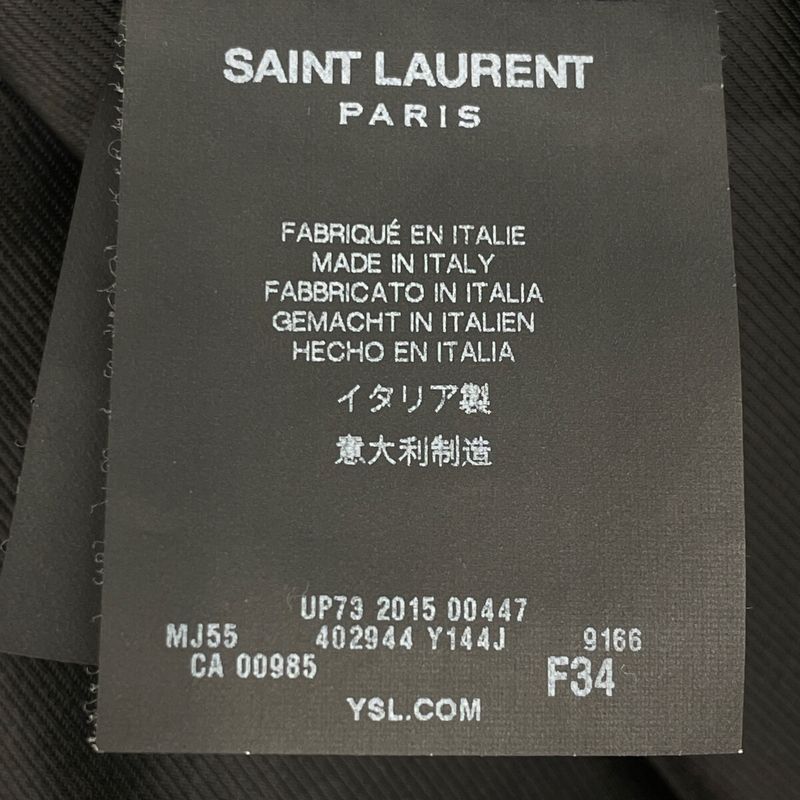 SAINT LAURENT
PARIS
FABRIQUÉ EN ITALIE
MADE IN ITALY
FABBRICATO IN ITALIA
GEMACHT IN ITALIEN
HECHO EN ITALIA
イタリア製
意大利制造
UP73 2015 00447
MJ55 402944 Y144J 9166
CA 00985 F34
YSL.COM